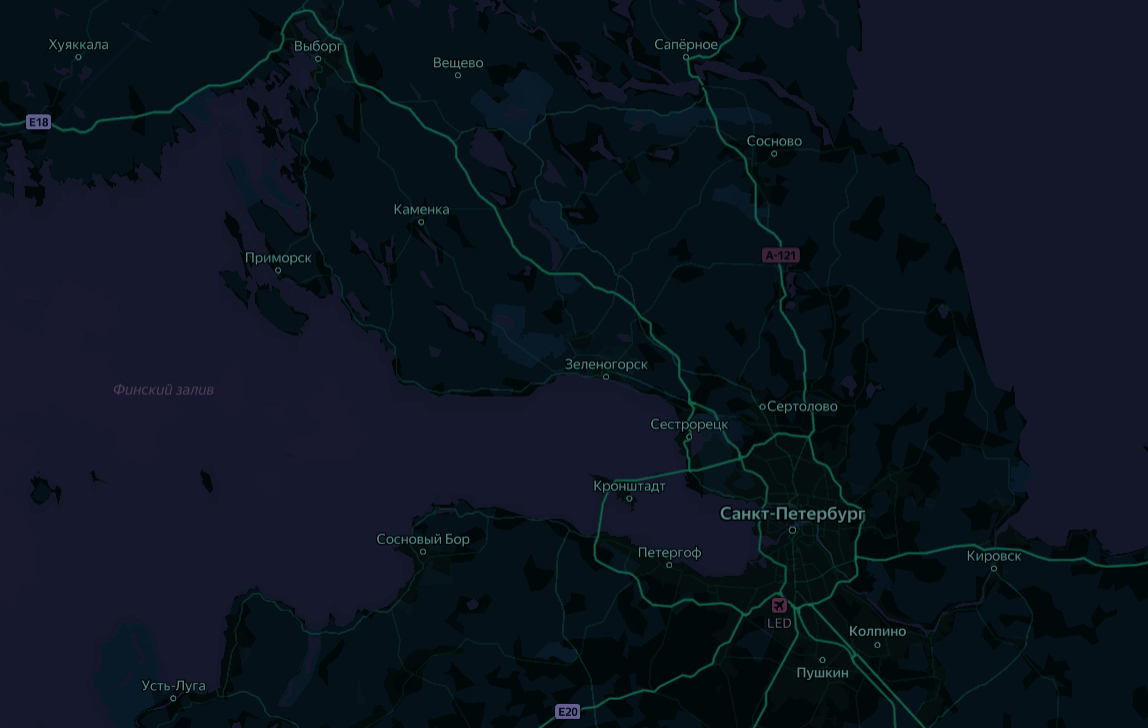 Хуяккала
Выборг
Вещево
Сапёрное
E18
Сосново
Каменка
A-121
Приморск
Зеленогорск
Финский залив
Сертолово
Сестрорецк
Кронштадт
Санкт-Петербург
Сосновый Бор
Петергоф
Кировск
LED
Колпино
Пушкин
Усть-Луга
E20